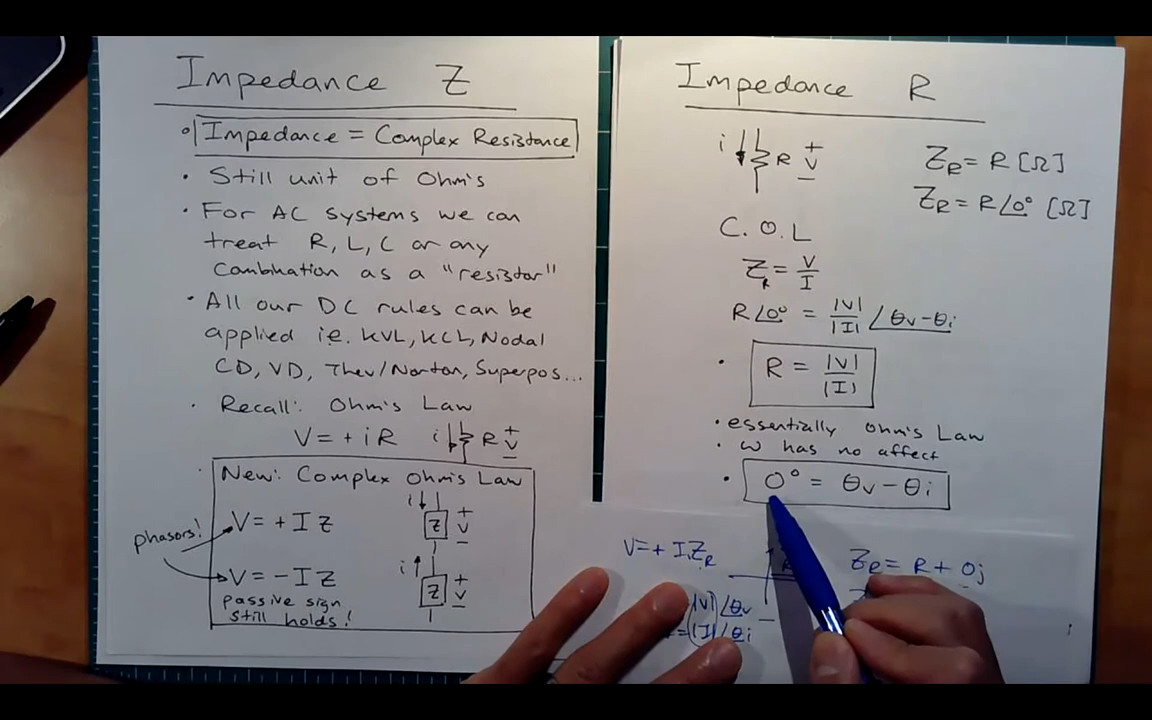 Impedance Z
• Impedance = Complex Resistance
• Still unit of Ohm's
• For AC systems we can
treat R, L, C or any
combination as a "resistor"
• All our DC rules can be
applied i.e. KVL, KCL, Nodal
CD, VD, Thev/Norton, Superpos...
• Recall: Ohm's Law
V = + i R i R + V −
• New: Complex Ohm's Law
phasors!
V = + I Z i Z + V −
V = − I Z i Z + V −
passive sign
still holds!
Impedance R
i R + V −
Z_R = R [Ω]
Z_R = R∠0° [Ω]
C. O. L
Z_R = V/I
R∠0° = |V|/|I| ∠θv − θi
• R = |V|/|I|
• essentially Ohm's Law
• ω has no affect
• 0° = θv − θi
V = + I Z_R
Z_R = R + 0j
|V| ∠θv
= |I| ∠θi